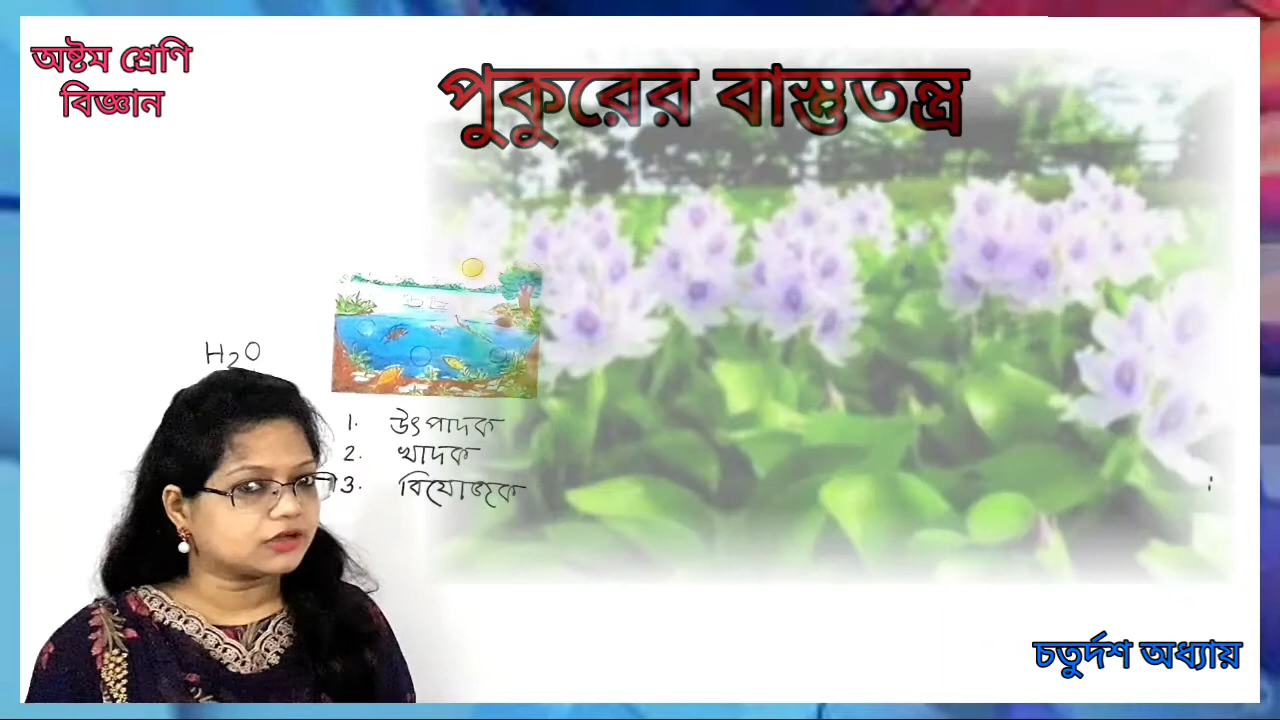 অষ্টম শ্রেণি
বিজ্ঞান
পুকুরের বাস্তুতন্ত্র
H2O
1. উৎপাদক
2. খাদক
3. বিযোজক
চতুর্দশ অধ্যায়